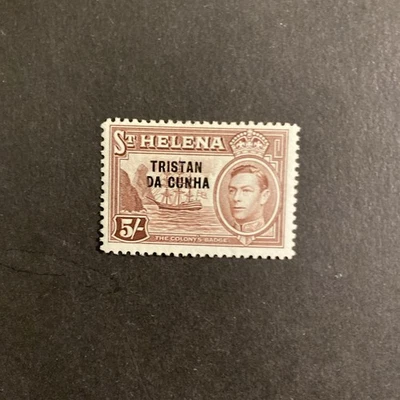 ST HELENA
TRISTAN
DA CUNHA
5/-
THE COLONY'S BADGE